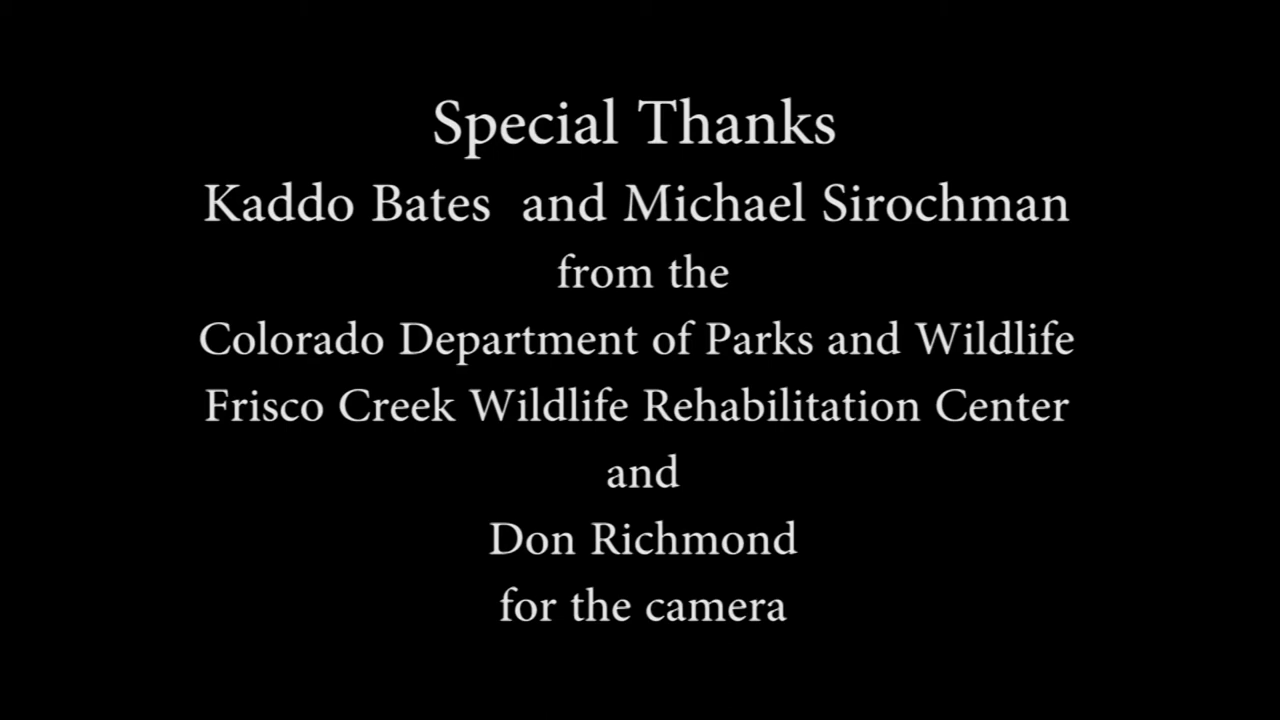 Special Thanks
Kaddo Bates  and Michael Sirochman
from the
Colorado Department of Parks and Wildlife
Frisco Creek Wildlife Rehabilitation Center
and
Don Richmond
for the camera